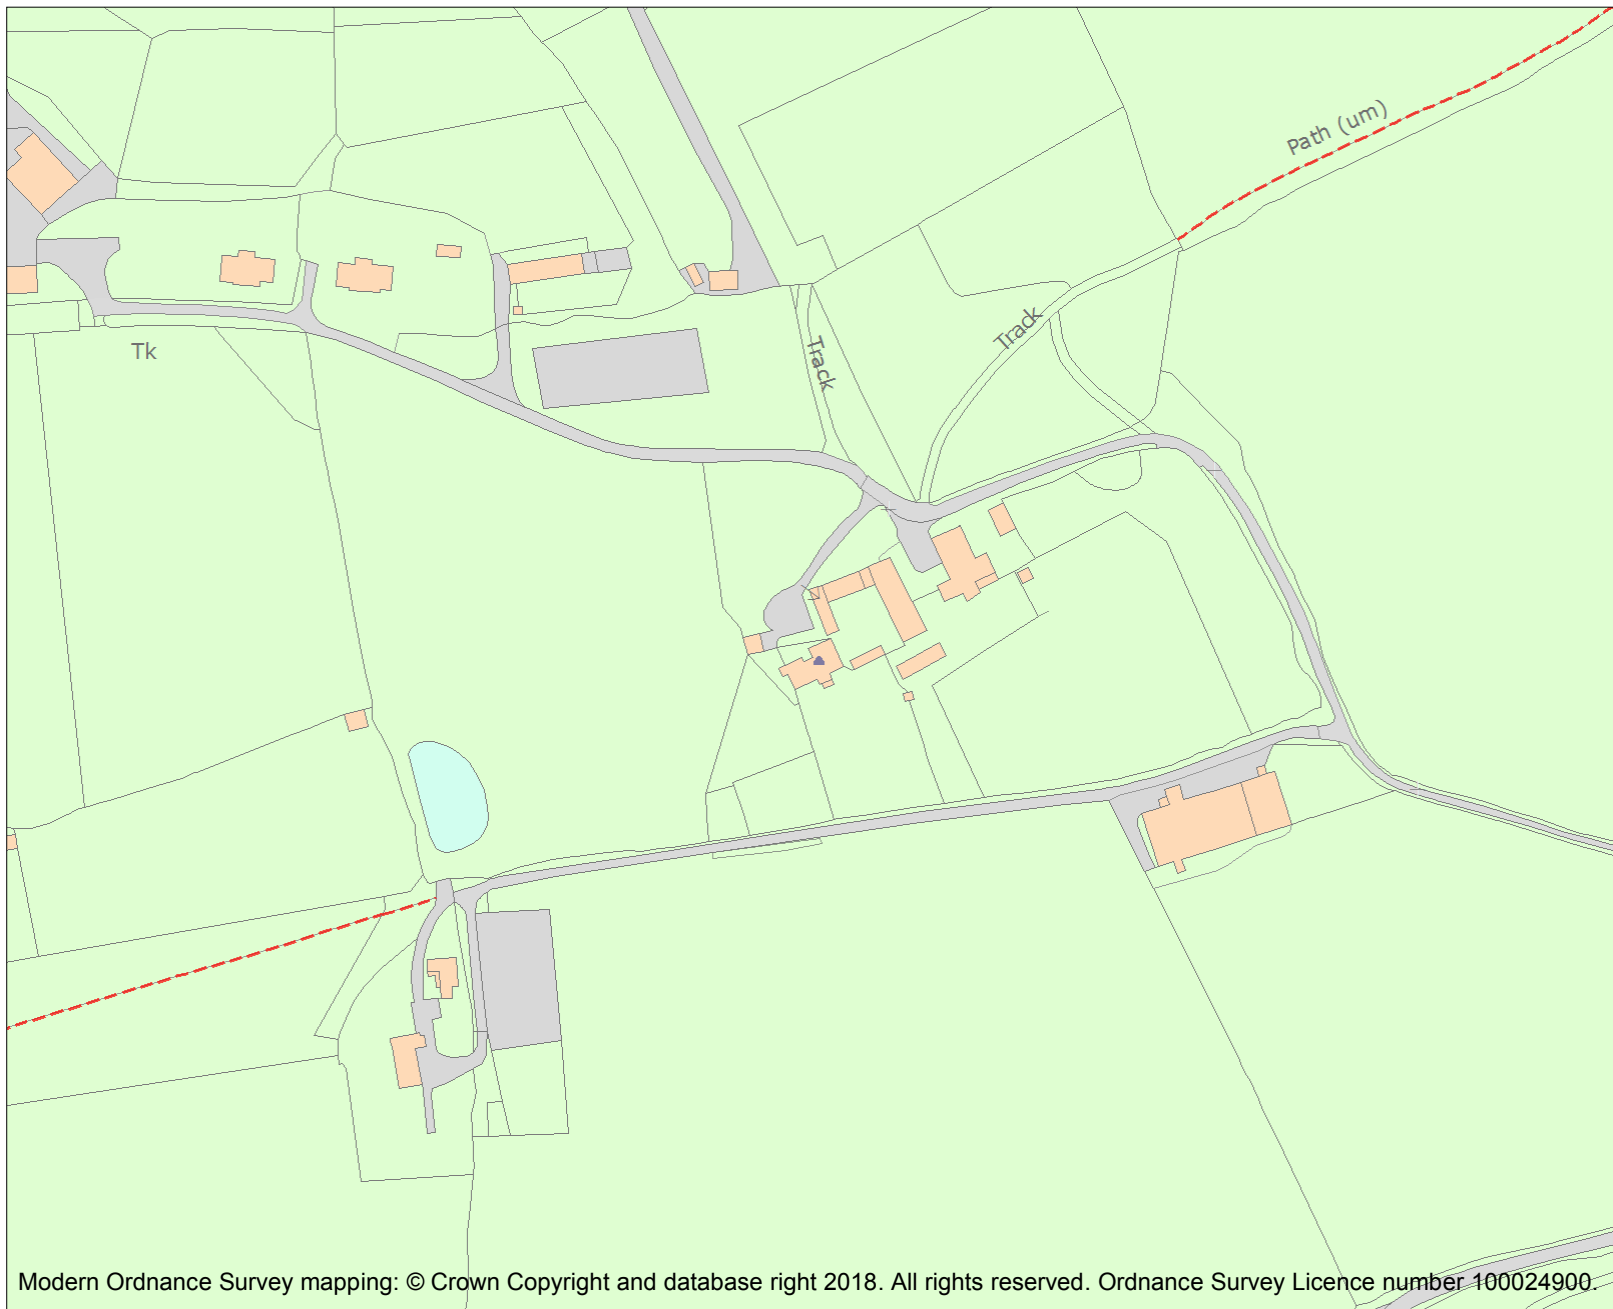 Path (um)
Track
Track
Tk
Modern Ordnance Survey mapping: © Crown Copyright and database right 2018. All rights reserved. Ordnance Survey Licence number 100024900.